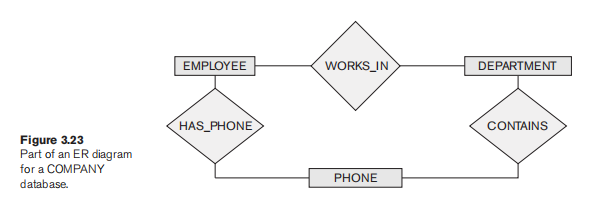 EMPLOYEE
WORKS_IN
DEPARTMENT
HAS_PHONE
CONTAINS
PHONE
Figure 3.23
Part of an ER diagram
for a COMPANY
database.